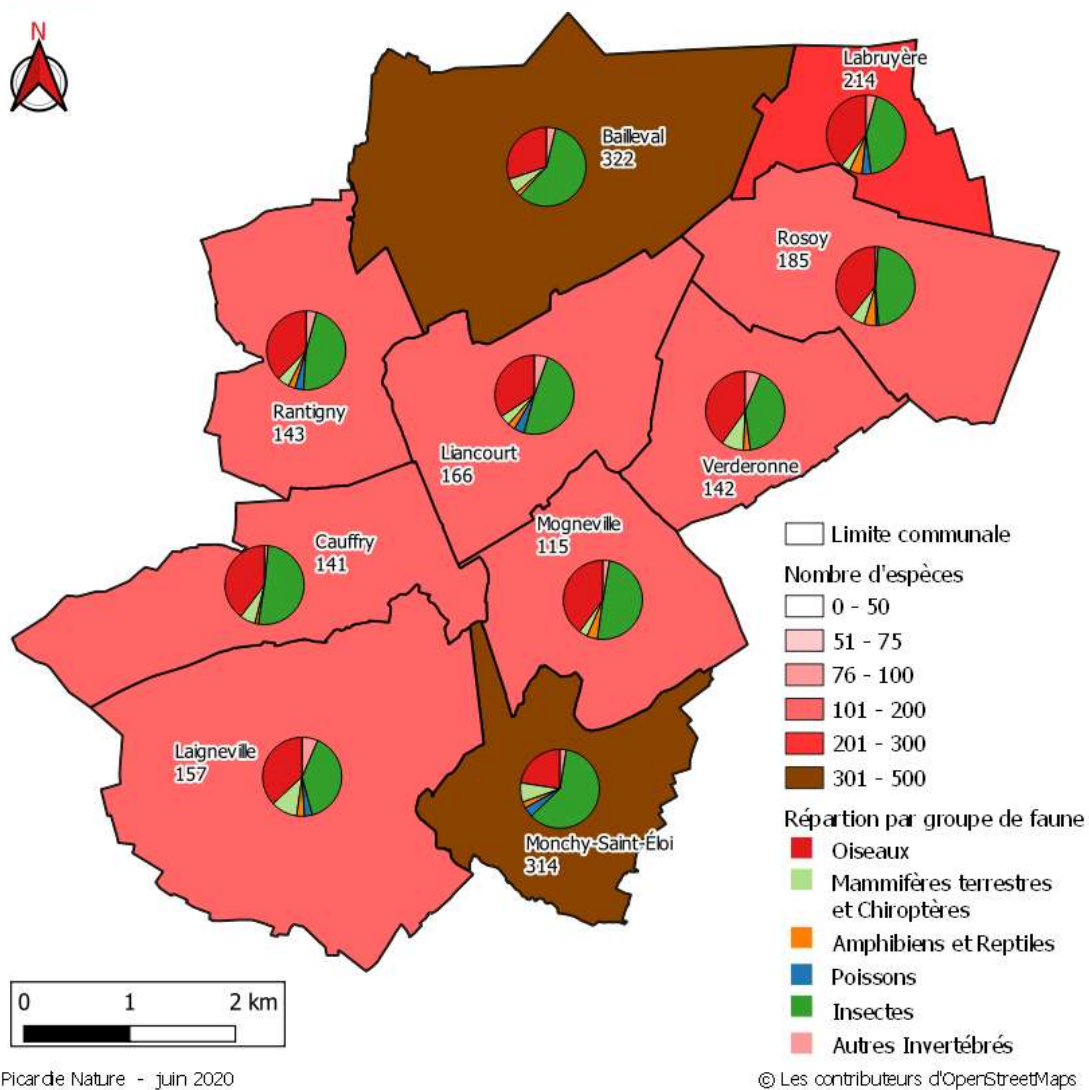 N
Labruyère
214
Bailleval
322
Rosoy
185
Rantigny
143
Liancourt
166
Verderonne
142
Mogneville
115
Cauffry
141
Laigneville
157
Monchy-Saint-Éloi
314
Limite communale
Nombre d'espèces
0 - 50
51 - 75
76 - 100
101 - 200
201 - 300
301 - 500
Répartion par groupe de faune
Oiseaux
Mammifères terrestres
et Chiroptères
Amphibiens et Reptiles
Poissons
Insectes
Autres Invertébrés
0 1 2 km
Picardie Nature - juin 2020
© Les contributeurs d'OpenStreetMaps